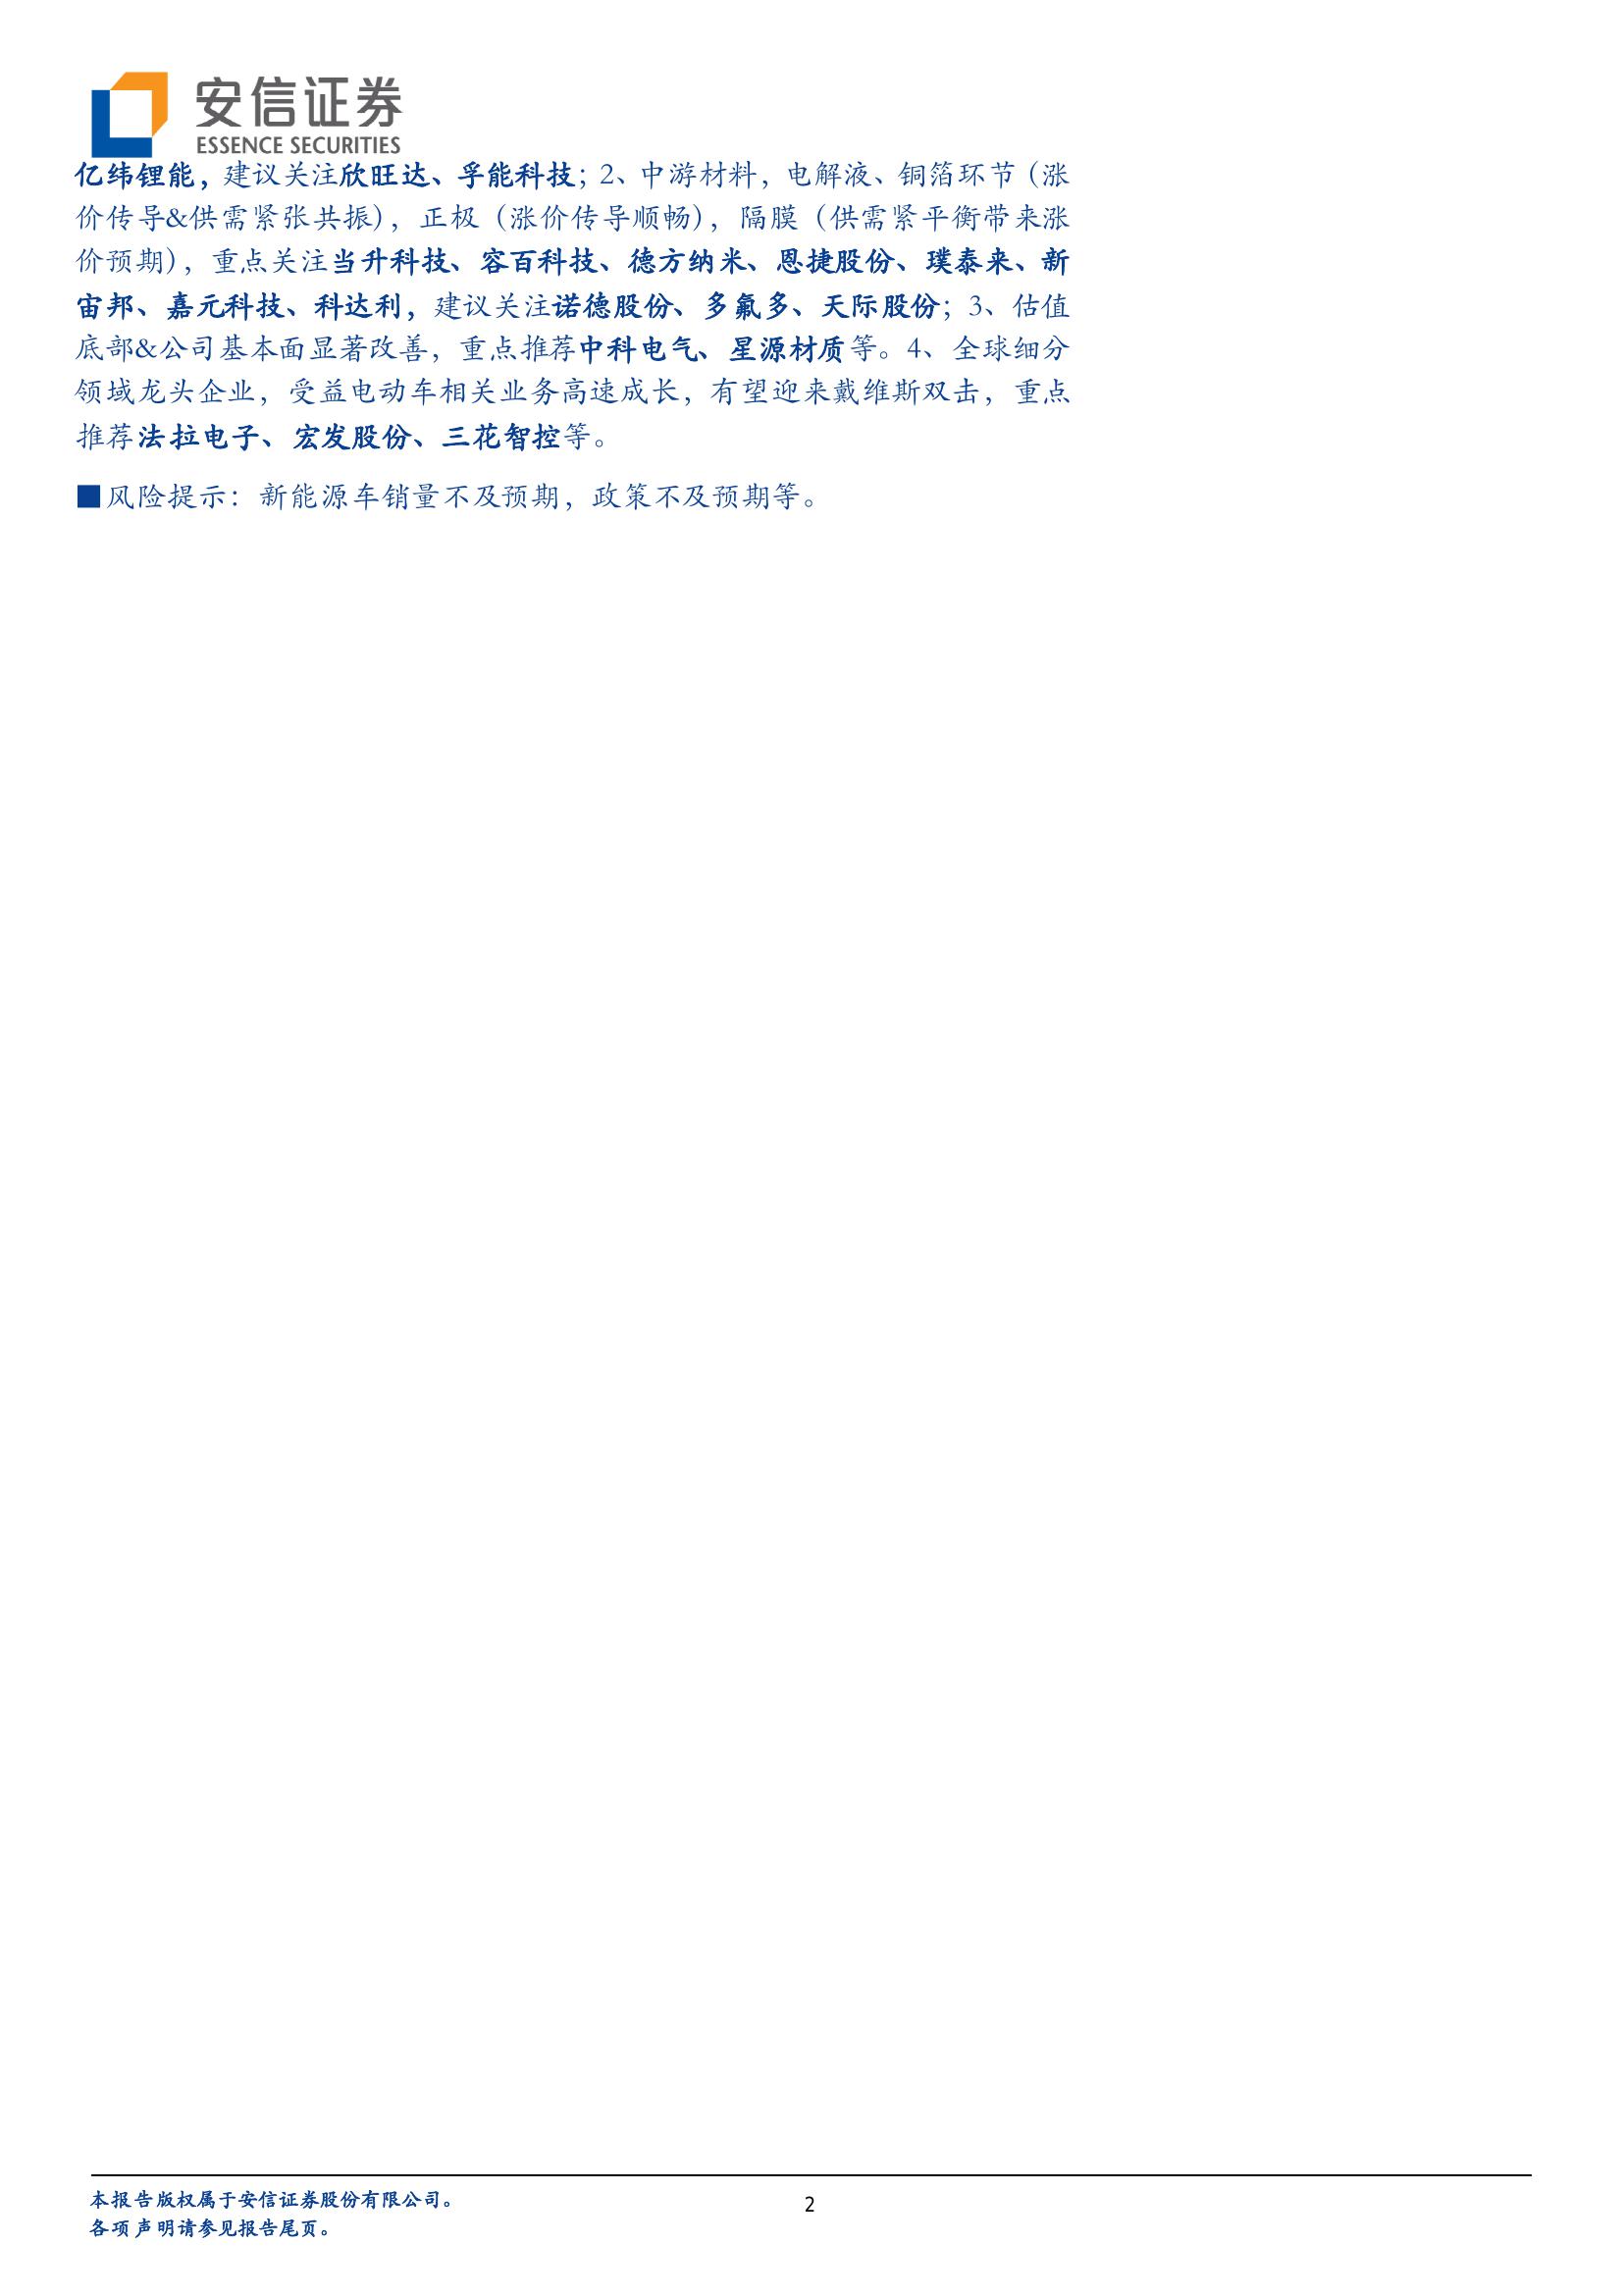 安信证券
ESSENCE SECURITIES
亿纬锂能，建议关注欣旺达、孚能科技；2、中游材料，电解液、铜箔环节（涨
价传导&供需紧张共振），正极（涨价传导顺畅），隔膜（供需紧平衡带来涨
价预期），重点关注当升科技、容百科技、德方纳米、恩捷股份、璞泰来、新
宙邦、嘉元科技、科达利，建议关注诺德股份、多氟多、天际股份；3、估值
底部&公司基本面显著改善，重点推荐中科电气、星源材质等。4、全球细分
领域龙头企业，受益电动车相关业务高速成长，有望迎来戴维斯双击，重点
推荐法拉电子、宏发股份、三花智控等。
■风险提示：新能源车销量不及预期，政策不及预期等。
本报告版权属于安信证券股份有限公司。
2
各项声明请参见报告尾页。